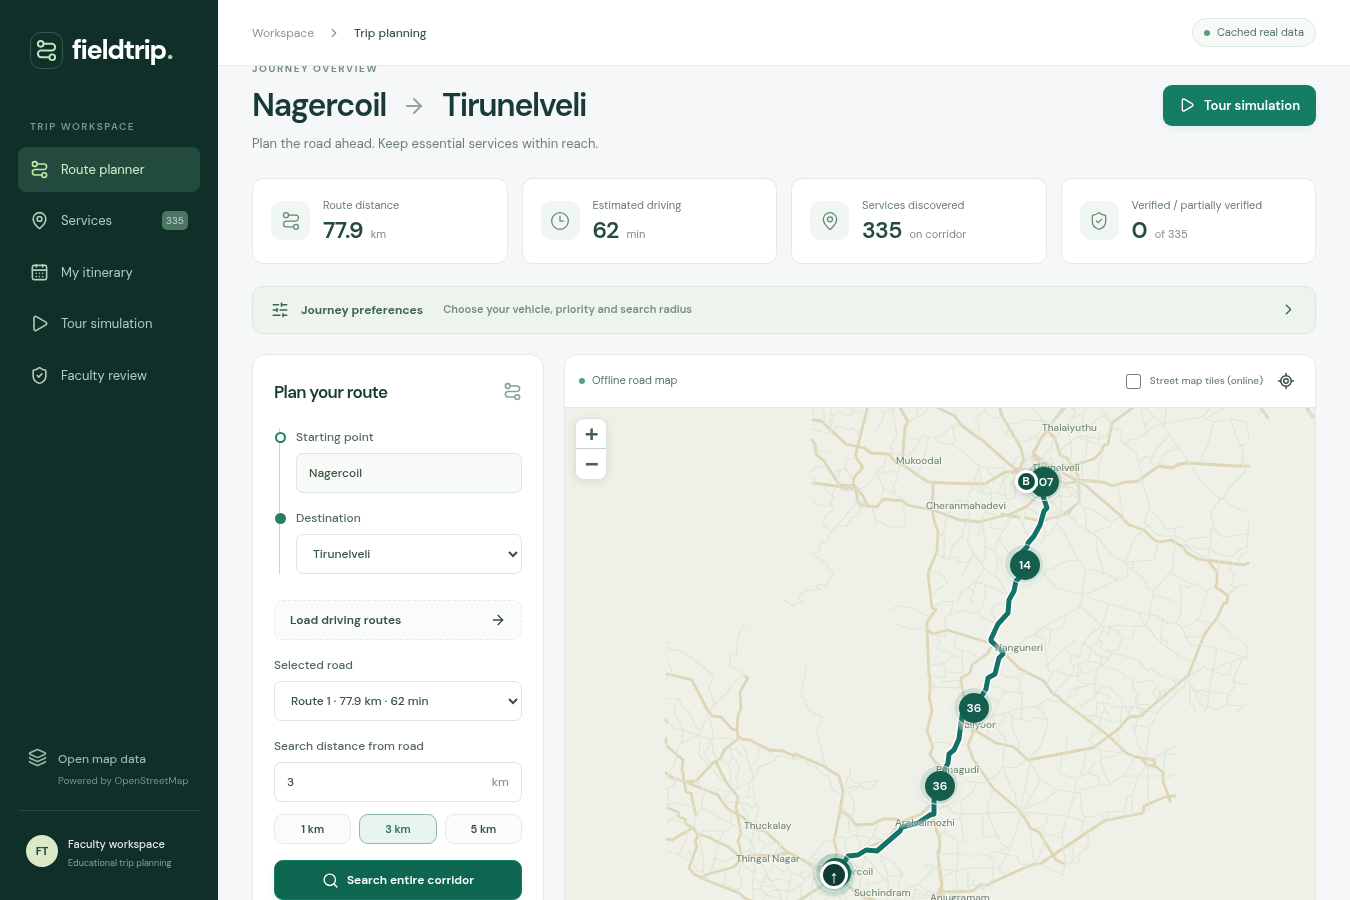 fieldtrip.
TRIP WORKSPACE
Route planner
Services 335
My itinerary
Tour simulation
Faculty review
Open map data
Powered by OpenStreetMap
FT
Faculty workspace
Educational trip planning
Workspace Trip planning
Cached real data
JOURNEY OVERVIEW
Nagercoil → Tirunelveli
Tour simulation
Plan the road ahead. Keep essential services within reach.
Route distance
77.9 km
Estimated driving
62 min
Services discovered
335 on corridor
Verified / partially verified
0 of 335
Journey preferences Choose your vehicle, priority and search radius
Plan your route
Starting point
Nagercoil
Destination
Tirunelveli
Load driving routes
Selected road
Route 1 · 77.9 km · 62 min
Search distance from road
3 km
1 km 3 km 5 km
Search entire corridor
Offline road map
Street map tiles (online)
+
−
Thalaiyuthu
Mukoodal
B
Cheranmahadevi
14
Nanguneri
36
36
Thuckalay
Thingal Nagar
↑
Suchindram
Anjugramam